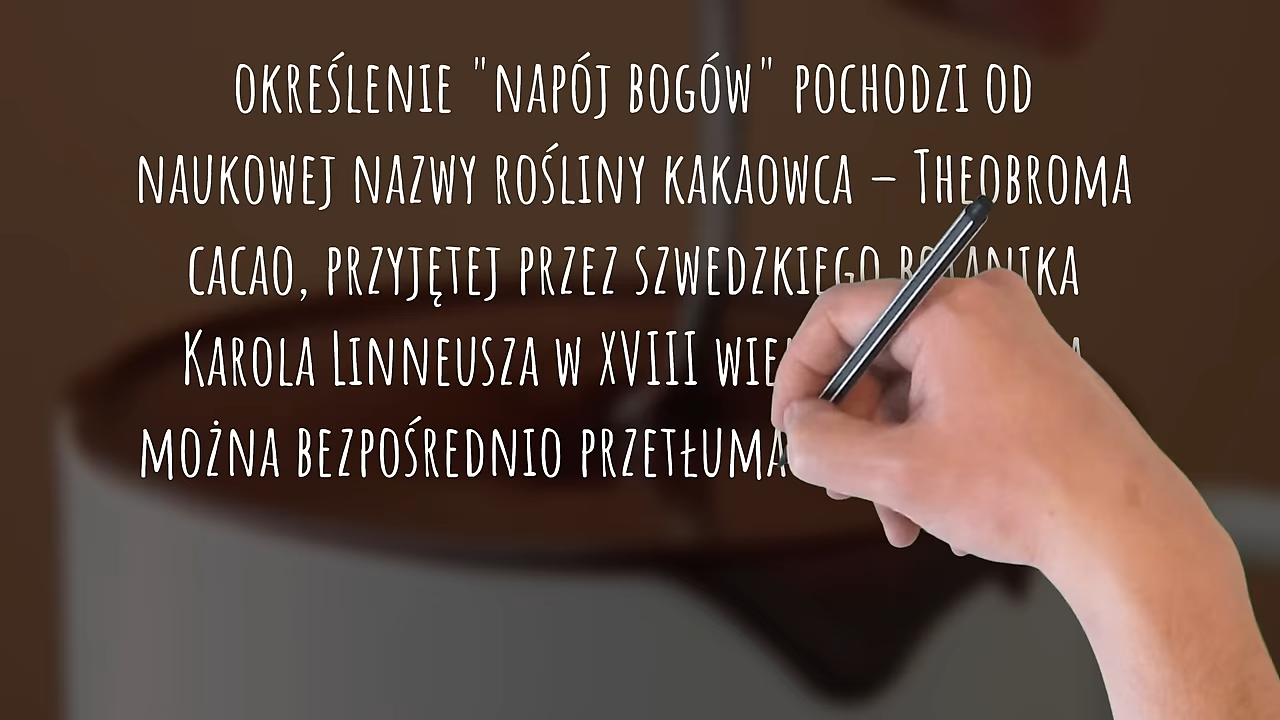 OKREŚLENIE "NAPÓJ BOGÓW" POCHODZI OD
NAUKOWEJ NAZWY ROŚLINY KAKAOWCA – THEOBROMA
CACAO, PRZYJĘTEJ PRZEZ SZWEDZKIEGO BOTANIKA
KAROLA LINNEUSZA W XVIII
MOŻNA BEZPOŚREDNIO